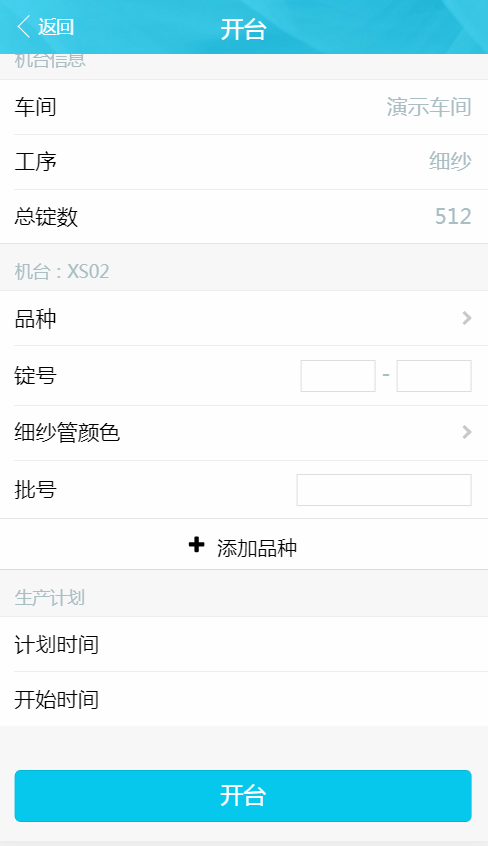 返回
开台
机台信息
车间 演示车间
工序 细纱
总锭数 512
机台：XS02
品种
锭号 -
细纱管颜色
批号
添加品种
生产计划
计划时间
开始时间
开台